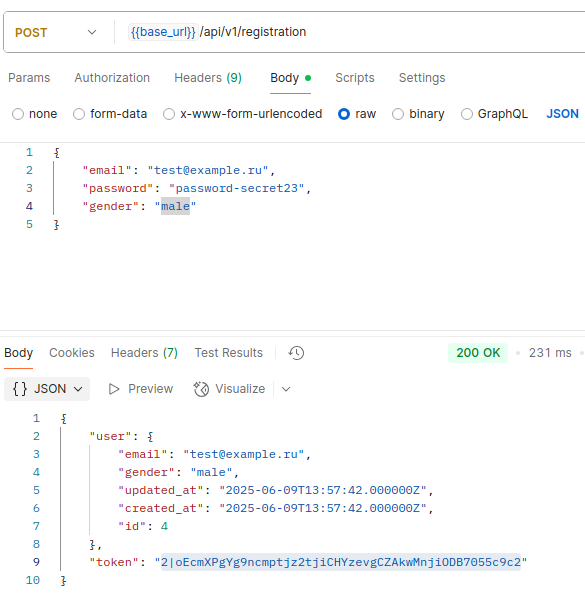 POST {{base_url}} /api/v1/registration
Params Authorization Headers (9) Body Scripts Settings
none form-data x-www-form-urlencoded raw binary GraphQL JSON
1 {
2 "email": "test@example.ru",
3 "password": "password-secret23",
4 "gender": "male"
5 }
Body Cookies Headers (7) Test Results 200 OK 231 ms
{} JSON Preview Visualize
1 {
2 "user": {
3 "email": "test@example.ru",
4 "gender": "male",
5 "updated_at": "2025-06-09T13:57:42.000000Z",
6 "created_at": "2025-06-09T13:57:42.000000Z",
7 "id": 4
8 },
9 "token": "2|oEcmXPgYg9ncmptjz2tjiCHYzevgCZAkwMnjiODB7055c9c2"
10 }